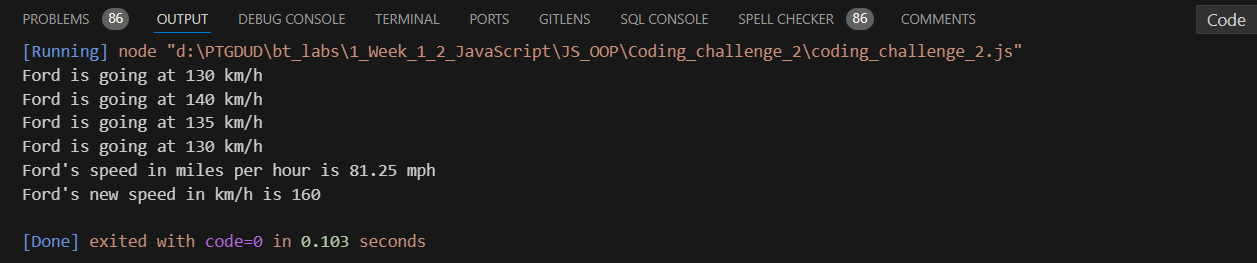 PROBLEMS 86 OUTPUT DEBUG CONSOLE TERMINAL PORTS GITLENS SQL CONSOLE SPELL CHECKER 86 COMMENTS Code
[Running] node "d:\PTGDUD\bt_labs\1_Week_1_2_JavaScript\JS_OOP\Coding_challenge_2\coding_challenge_2.js"
Ford is going at 130 km/h
Ford is going at 140 km/h
Ford is going at 135 km/h
Ford is going at 130 km/h
Ford's speed in miles per hour is 81.25 mph
Ford's new speed in km/h is 160
[Done] exited with code=0 in 0.103 seconds